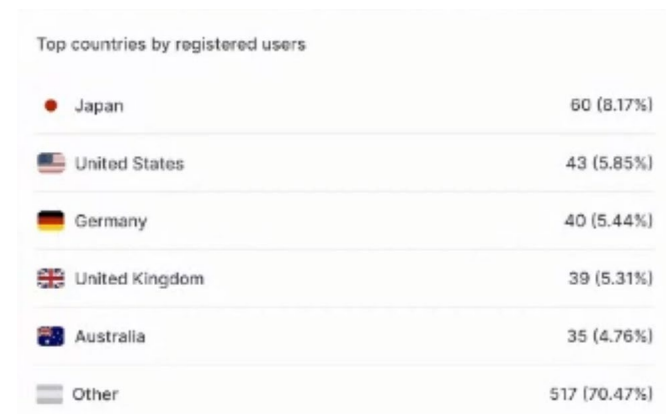 Top countries by registered users
Japan 60 (8.17%)
United States 43 (5.85%)
Germany 40 (5.44%)
United Kingdom 39 (5.31%)
Australia 35 (4.76%)
Other 517 (70.47%)